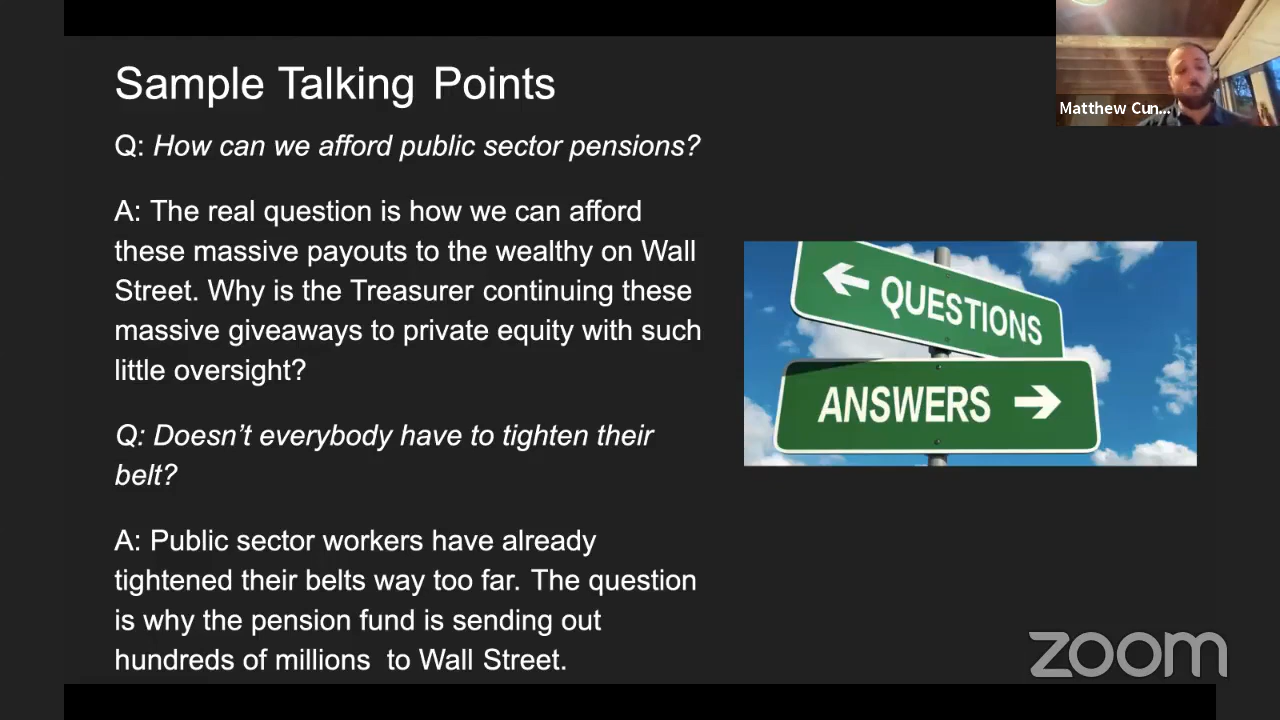 Sample Talking Points
Q: How can we afford public sector pensions?
A: The real question is how we can afford
these massive payouts to the wealthy on Wall
Street. Why is the Treasurer continuing these
massive giveaways to private equity with such
little oversight?
Q: Doesn’t everybody have to tighten their
belt?
A: Public sector workers have already
tightened their belts way too far. The question
is why the pension fund is sending out
hundreds of millions  to Wall Street.
QUESTIONS
ANSWERS
Matthew Cun...
zoom